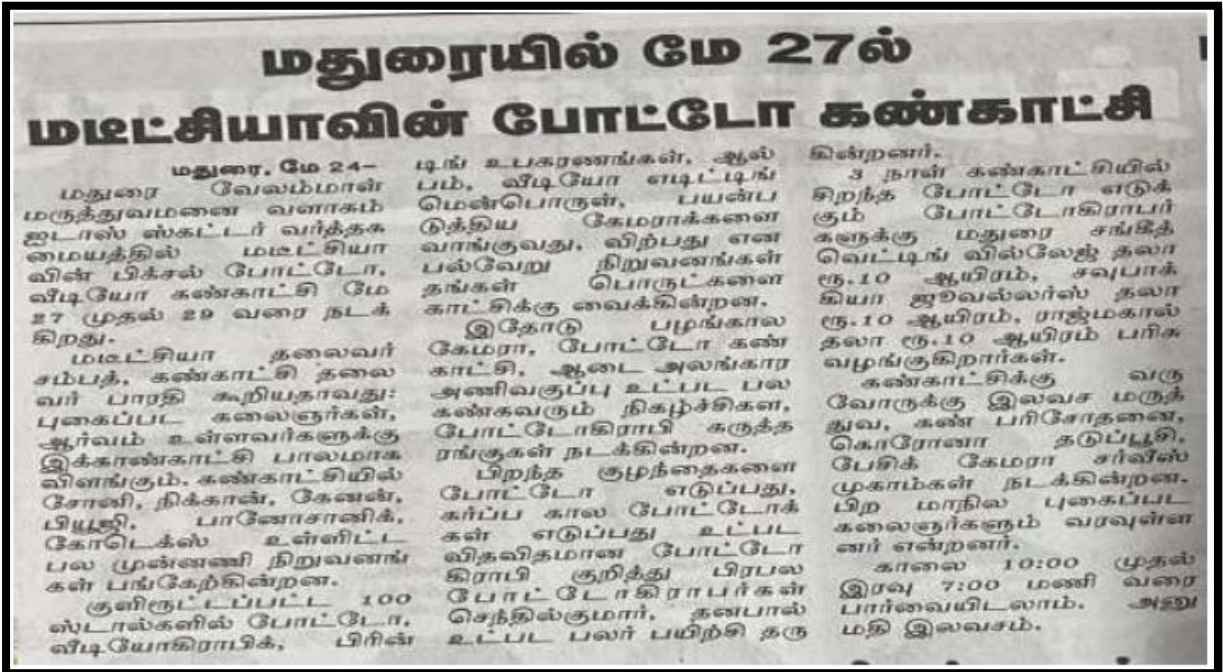 மதுரையில் மே 27ல்
மடீட்சியாவின் போட்டோ கண்காட்சி
மதுரை, மே 24–
மதுரை வேலம்மாள்
மருத்துவமனை வளாகம்
ஐடாஸ் ஸ்கட்டர் வர்த்தக
மையத்தில் மடீட்சியா
வின் பிக்சல் போட்டோ,
வீடியோ கண்காட்சி மே
27 முதல் 29 வரை நடக்
கிறது.
மடீட்சியா தலைவர்
சம்பத், கண்காட்சி தலை
வர் பாரதி கூறியதாவது:
புகைப்பட கலைஞர்கள்,
ஆர்வம் உள்ளவர்களுக்கு
இக்காண்காட்சி பாலமாக
விளங்கும். கண்காட்சியில்
சோனி, நிக்கான், கேனன்,
பியூஜி, பானோசானிக்,
கோடெக்ஸ் உள்ளிட்ட
பல முன்னணி நிறுவனங்
கள் பங்கேற்கின்றன.
குளிரூட்டப்பட்ட 100
ஸ்டால்களில் போட்டோ,
வீடியோகிராபிக், பிரின்
டிங் உபகரணங்கள், ஆல்
பம், வீடியோ எடிட்டிங்
மென்பொருள், பயன்ப
டுத்திய கேமராக்களை
வாங்குவது, விற்பது என
பல்வேறு நிறுவனங்கள்
தங்கள் பொருட்களை
காட்சிக்கு வைக்கின்றன.
இதோடு பழங்கால
கேமரா, போட்டோ கண்
காட்சி, ஆடை அலங்கார
அணிவகுப்பு உட்பட பல
கண்கவரும் நிகழ்ச்சிகள,
போட்டோகிராபி கருத்த
ரங்குகள் நடக்கின்றன.
பிறந்த குழந்தைகளை
போட்டோ எடுப்பது,
கர்ப்ப கால போட்டோக்
கள் எடுப்பது உட்பட
விதவிதமான போட்டோ
கிராபி குறித்து பிரபல
போட்டோகிராபர்கள்
செந்தில்குமார், தனபால்
உட்பட பலர் பயிற்சி தரு
கின்றனர்.
3 நாள் கண்காட்சியில்
சிறந்த போட்டோ எடுக்
கும் போட்டோகிராபர்
களுக்கு மதுரை சங்கீத்
வெட்டிங் வில்லேஜ் தலா
ரூ.10 ஆயிரம், சவுபாக்
கியா ஜூவல்லர்ஸ் தலா
ரூ.10 ஆயிரம், ராஜ்மகால்
தலா ரூ.10 ஆயிரம் பரிசு
வழங்குகிறார்கள்.
கண்காட்சிக்கு வரு
வோருக்கு இலவச மருத்
துவ, கண் பரிசோதனை,
கொரோனா தடுப்பூசி,
பேசிக் கேமரா சர்வீஸ்
முகாம்கள் நடக்கின்றன.
பிற மாநில புகைப்பட
கலைஞர்களும் வரவுள்ள
னர் என்றனர்.
காலை 10:00 முதல்
இரவு 7:00 மணி வரை
பார்வையிடலாம். அனு
மதி இலவசம்.